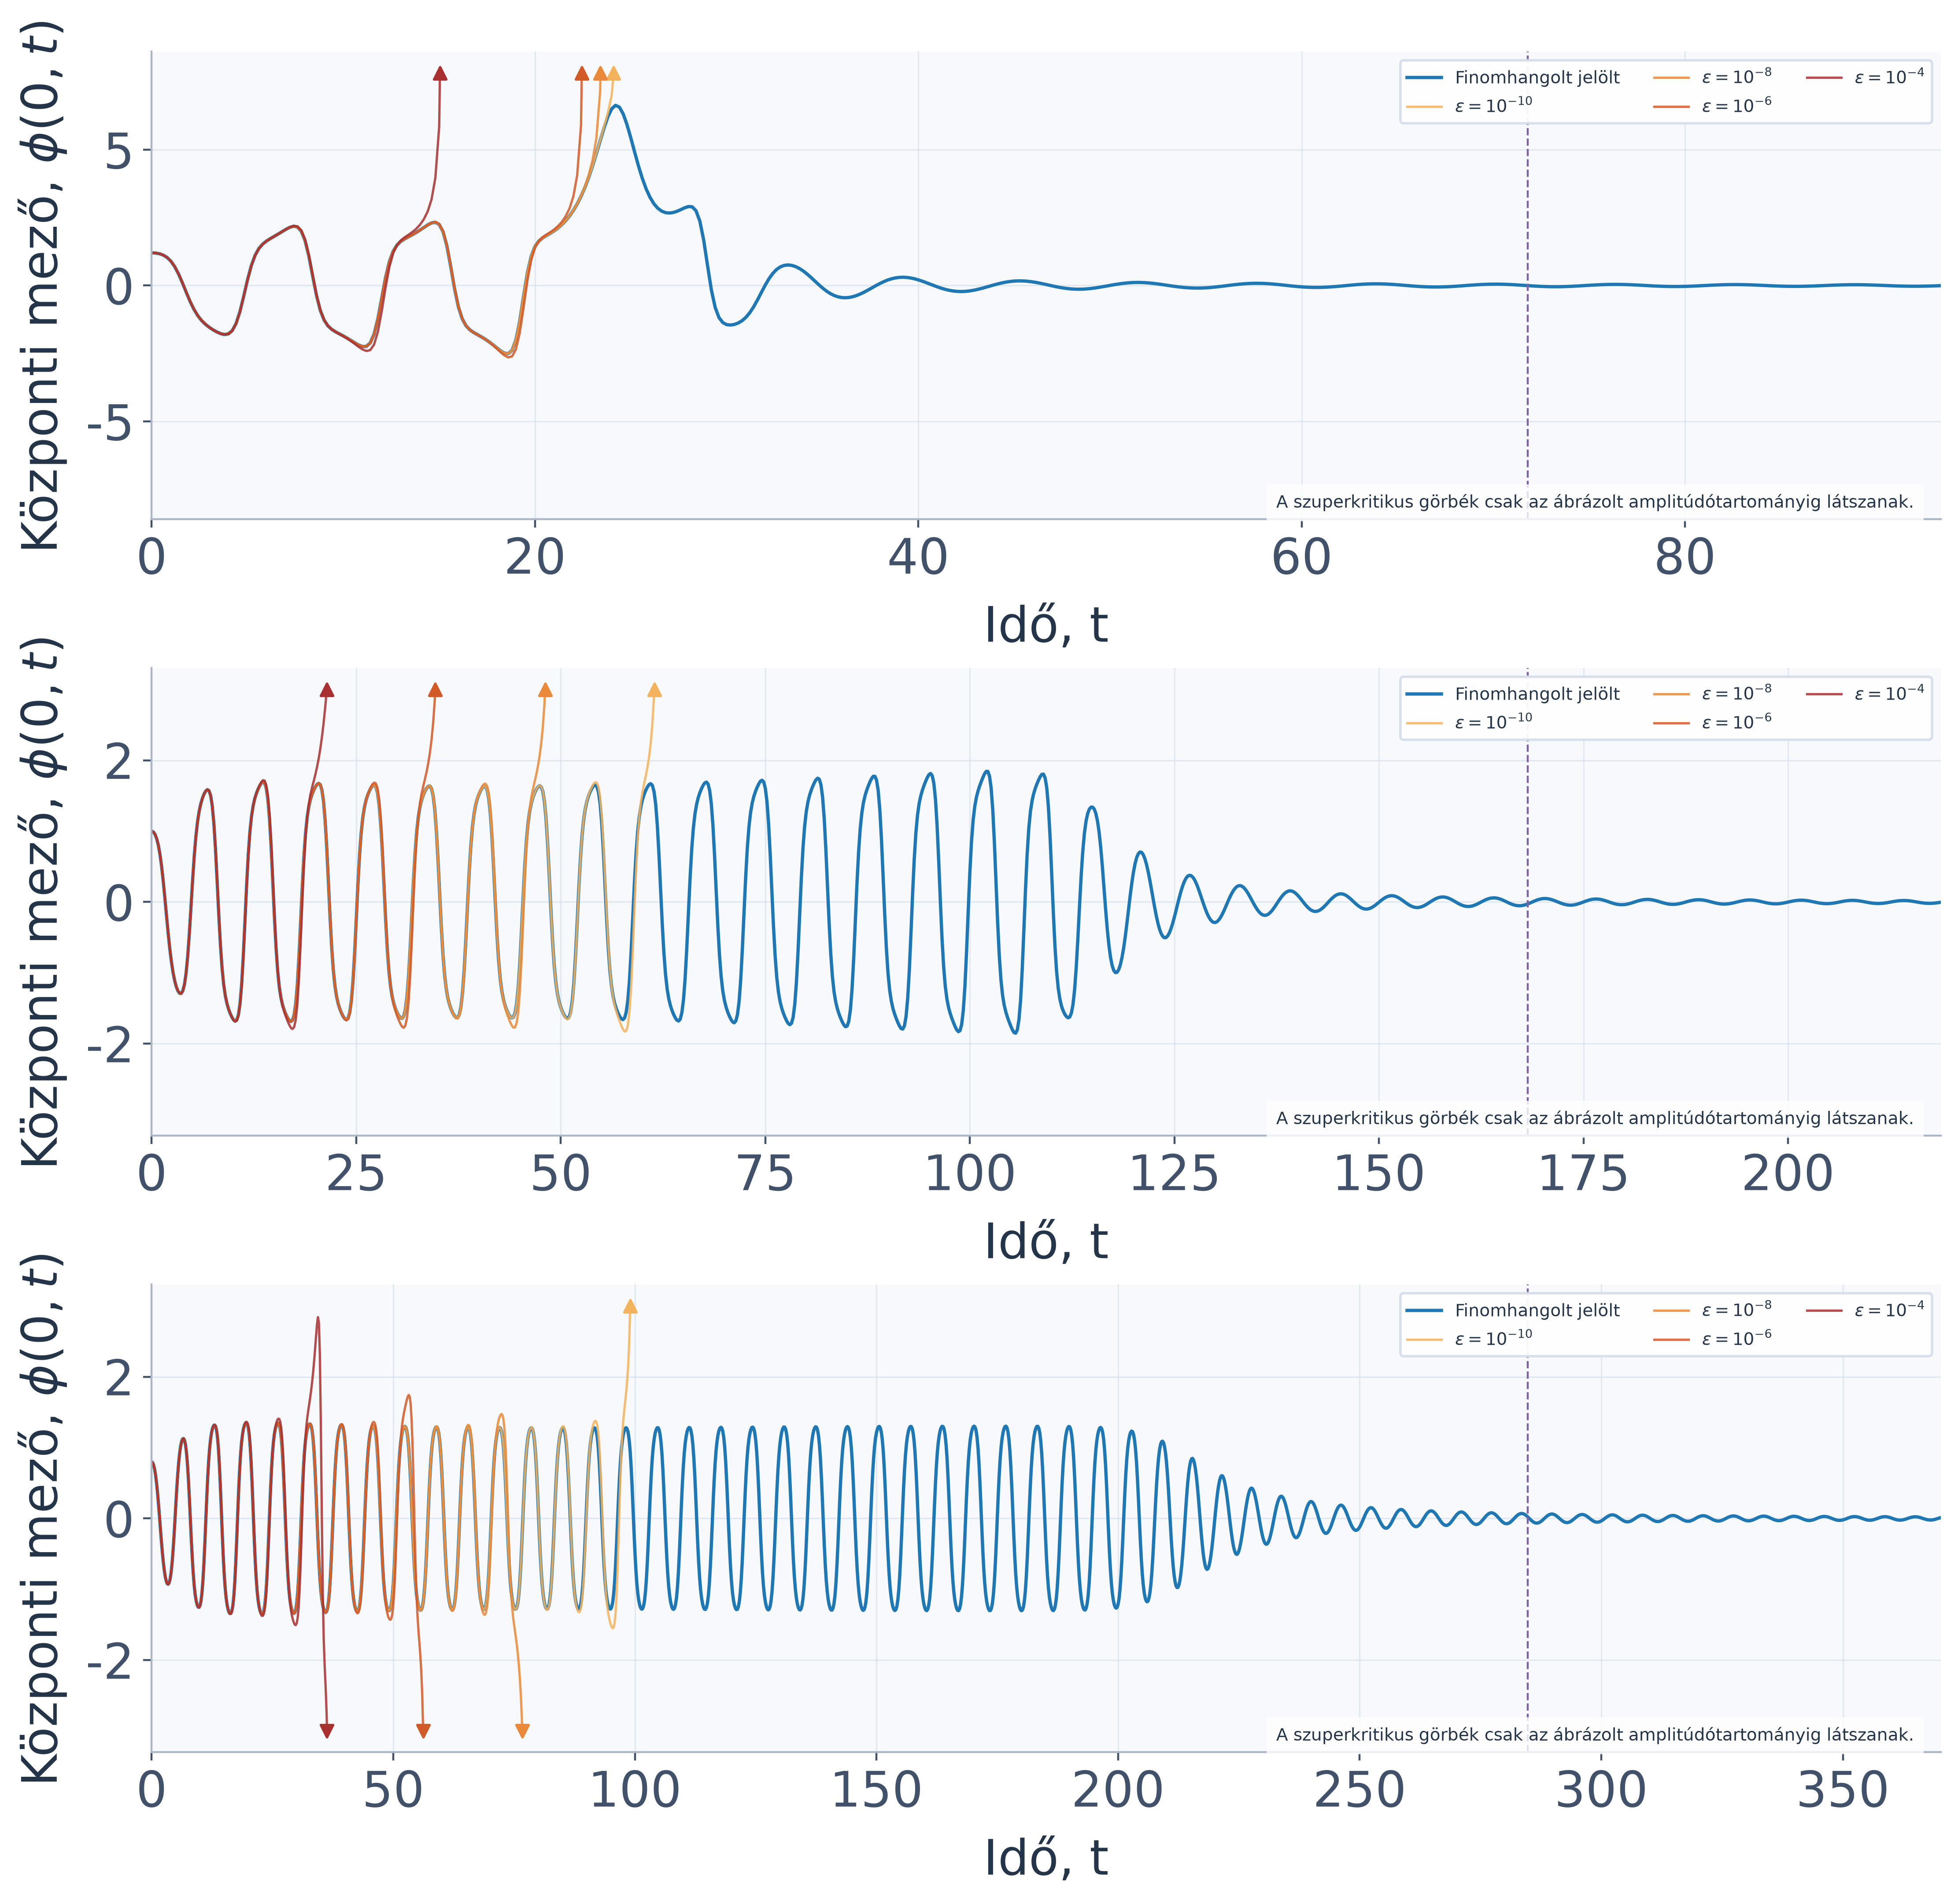 Központi mező, ϕ(0,t)
5
0
-5
Finomhangolt jelölt
ε = 10⁻¹⁰
ε = 10⁻⁸
ε = 10⁻⁶
ε = 10⁻⁴
A szuperkritikus görbék csak az ábrázolt amplitúdótartományig látszanak.
0 20 40 60 80
Idő, t
Központi mező, ϕ(0,t)
2
0
-2
Finomhangolt jelölt
ε = 10⁻¹⁰
ε = 10⁻⁸
ε = 10⁻⁶
ε = 10⁻⁴
A szuperkritikus görbék csak az ábrázolt amplitúdótartományig látszanak.
0 25 50 75 100 125 150 175 200
Idő, t
Központi mező, ϕ(0,t)
2
0
-2
Finomhangolt jelölt
ε = 10⁻¹⁰
ε = 10⁻⁸
ε = 10⁻⁶
ε = 10⁻⁴
A szuperkritikus görbék csak az ábrázolt amplitúdótartományig látszanak.
0 50 100 150 200 250 300 350
Idő, t